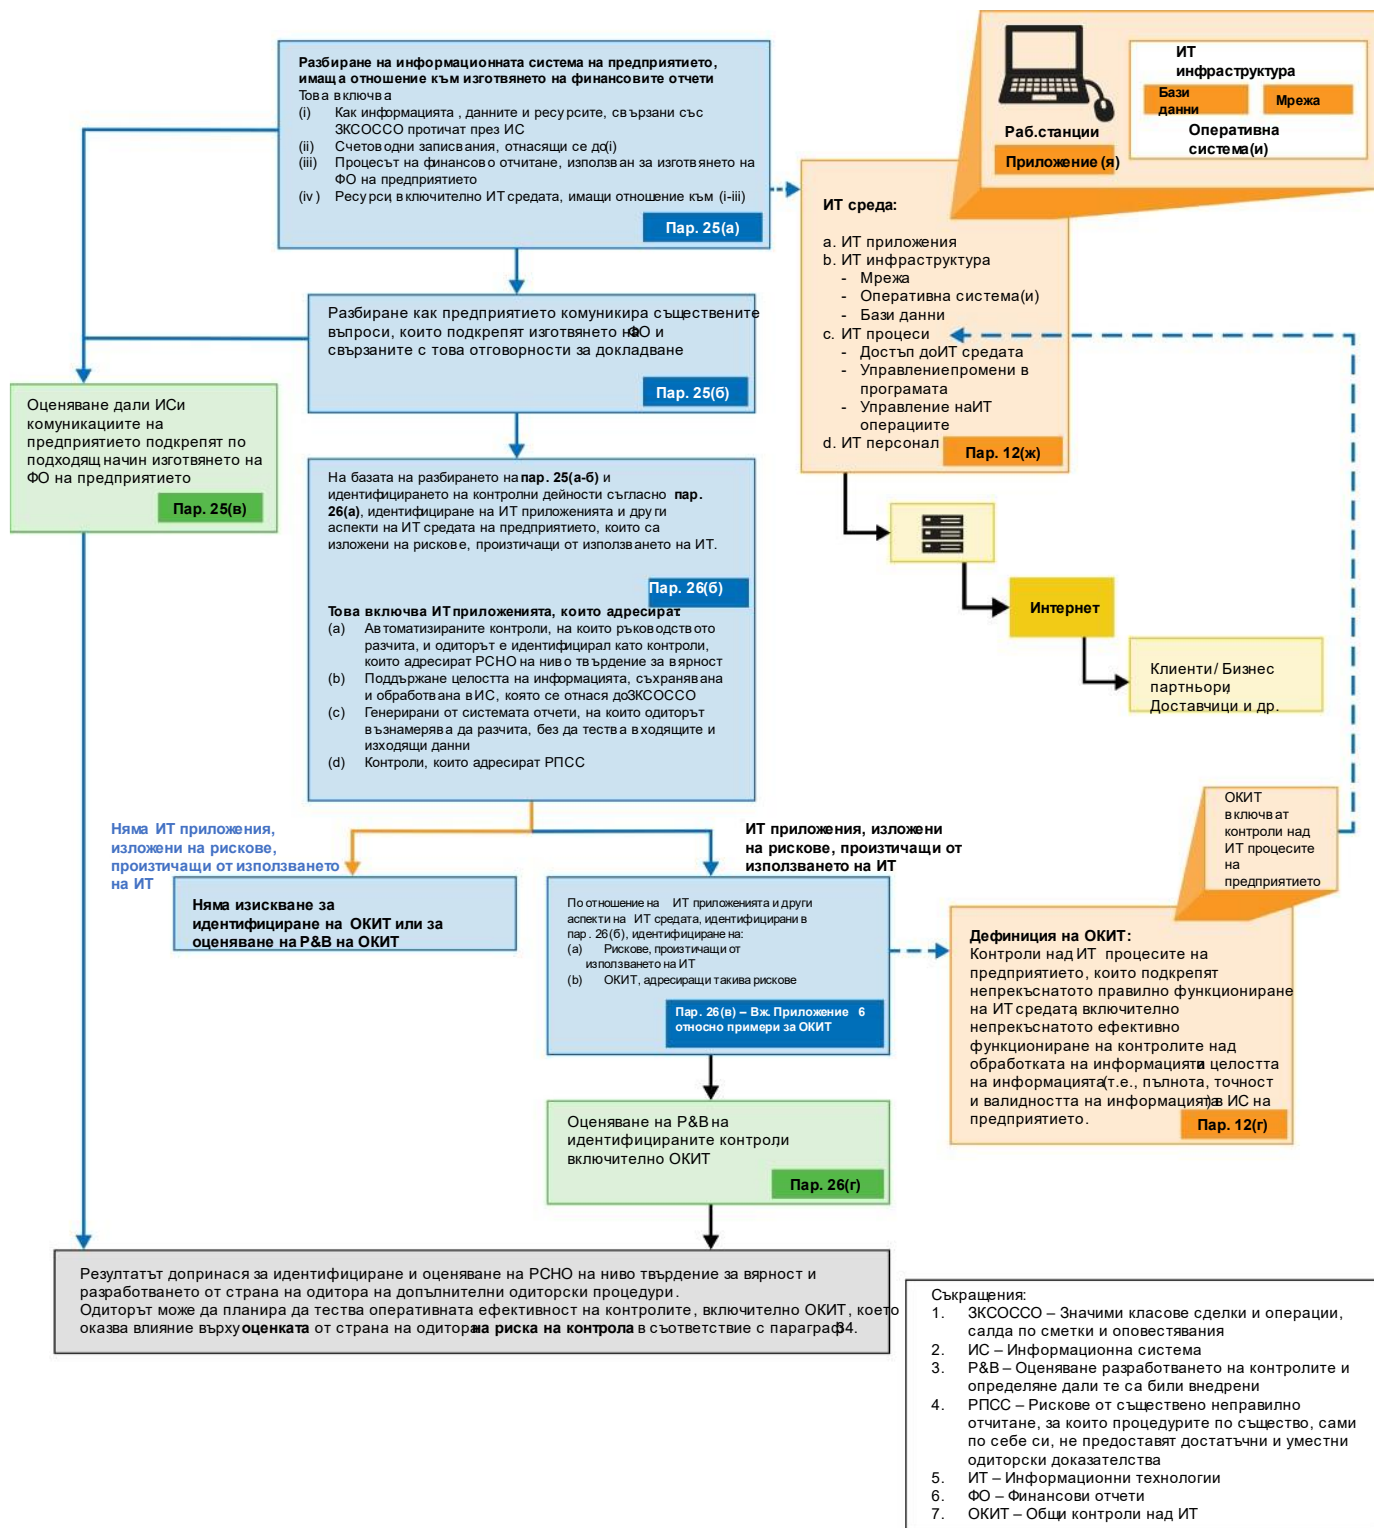 Разбиране на информационната система на предприятието,
имаща отношение към изготвянето на финансовите отчети
Това включва
(i) Как информацията, данните и ресурсите, свързани със
ЗКСОССО протичат през ИС
(ii) Счетоводни записвания, отнасящи се до(i)
(iii) Процесът на финансово отчитане, използван за изготвянето на
ФО на предприятието
(iv) Ресурси, включително ИТ средата, имащи отношение към (i-iii)
Пар. 25(а)
Разбиране как предприятието комуникира съществените
въпроси, които подкрепят изготвянето на ФО и
свързаните с това отговорности за докладване
Пар. 25(б)
Оценяване дали ИС и
комуникациите на
предприятието подкрепят по
подходящ начин изготвянето на
ФО на предприятието
Пар. 25(в)
На базата на разбирането на пар. 25(а-б) и
идентифицирането на контролни дейности съгласно пар.
26(а), идентифициране на ИТ приложенията и други
аспекти на ИТ средата на предприятието, които са
изложени на рискове, произтичащи от използването на ИТ.
Пар. 26(б)
Това включва ИТ приложенията, които адресират:
(a) Автоматизираните контроли, на които ръководството
разчита, и одиторът е идентифицирал като контроли,
които адресират РСНО на ниво твърдение за вярност
(b) Поддържане целостта на информацията, съхранявана
и обработвана в ИС, която се отнася до ЗКСОССО
(c) Генерирани от системата отчети, на които одиторът
възнамерява да разчита, без да тества входящите и
изходящи данни
(d) Контроли, които адресират РПСС
Няма ИТ приложения,
изложени на рискове,
произтичащи от използването
на ИТ
ИТ приложения, изложени
на рискове, произтичащи от
използването на ИТ
Няма изискване за
идентифициране на ОКИТ или за
оценяване на Р&В на ОКИТ
По отношение на ИТ приложенията и други
аспекти на ИТ средата, идентифицирани в
пар. 26(б), идентифициране на:
(a) Рискове, произтичащи от
използването на ИТ
(b) ОКИТ, адресиращи такива рискове
Пар. 26(в) – Вж. Приложение 6
относно примери за ОКИТ
Оценяване на Р&В на
идентифицираните контроли,
включително ОКИТ
Пар. 26(г)
Резултатът допринася за идентифициране и оценяване на РСНО на ниво твърдение за вярност и
разработването от страна на одитора на допълнителни одиторски процедури.
Одиторът може да планира да тества оперативната ефективност на контролите, включително ОКИТ, което
оказва влияние върху оценката от страна на одитора на риска на контрола в съответствие с параграф 34.
Раб.станции
Приложение (я)
ИТ
инфраструктура
Бази
данни
Мрежа
Оперативна
система(и)
ИТ среда:
a. ИТ приложения
b. ИТ инфраструктура
- Мрежа
- Оперативна система(и)
- Бази данни
c. ИТ процеси
- Достъп до ИТ средата
- Управление промени в
програмата
- Управление на ИТ
операциите
d. ИТ персонал
Пар. 12(ж)
Интернет
Клиенти/ Бизнес
партньори,
Доставчици и др.
ОКИТ
включват
контроли над
ИТ процесите
на
предприятието
Дефиниция на ОКИТ:
Контроли над ИТ процесите на
предприятието, които подкрепят
непрекъснатото правилно функциониране
на ИТ средата, включително
непрекъснатото ефективно
функциониране на контролите над
обработката на информацията и целостта
на информацията (т.е., пълнота, точност
и валидността на информацията) в ИС на
предприятието.
Пар. 12(г)
Съкращения:
1. ЗКСОССО – Значими класове сделки и операции,
салда по сметки и оповестявания
2. ИС – Информационна система
3. Р&В – Оценяване разработването на контролите и
определяне дали те са били внедрени
4. РПСС – Рискове от съществено неправилно
отчитане, за които процедурите по същество, сами
по себе си, не предоставят достатъчни и уместни
одиторски доказателства
5. ИТ – Информационни технологии
6. ФО – Финансови отчети
7. ОКИТ – Общи контроли над ИТ